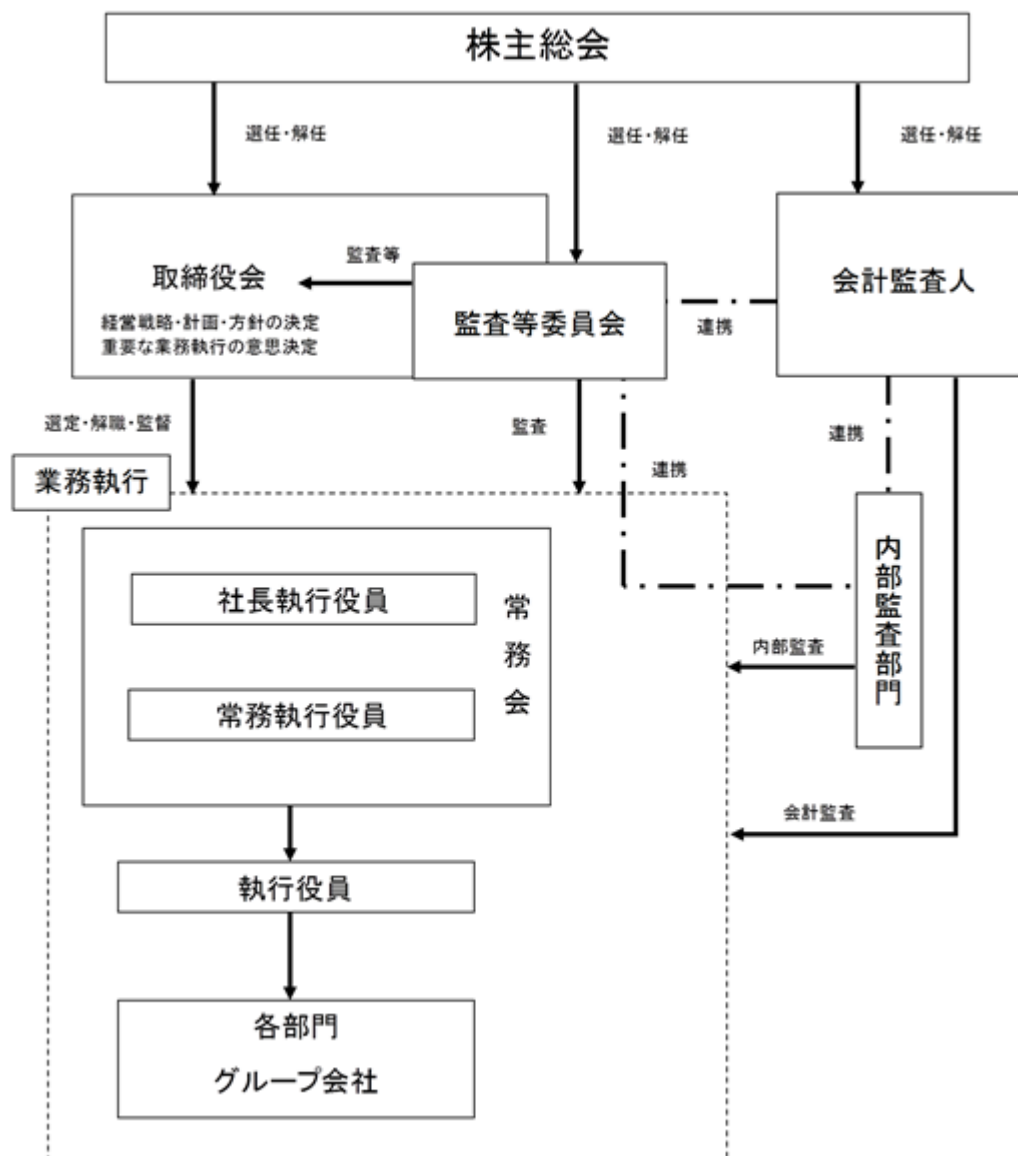 株主総会
選任・解任
選任・解任
選任・解任
監査等
取締役会
経営戦略・計画・方針の決定
重要な業務執行の意思決定
監査等委員会
会計監査人
連携
選定・解職・監督
監査
連携
連携
業務執行
社長執行役員
常務執行役員
常務会
内部監査部門
内部監査
会計監査
執行役員
各部門
グループ会社